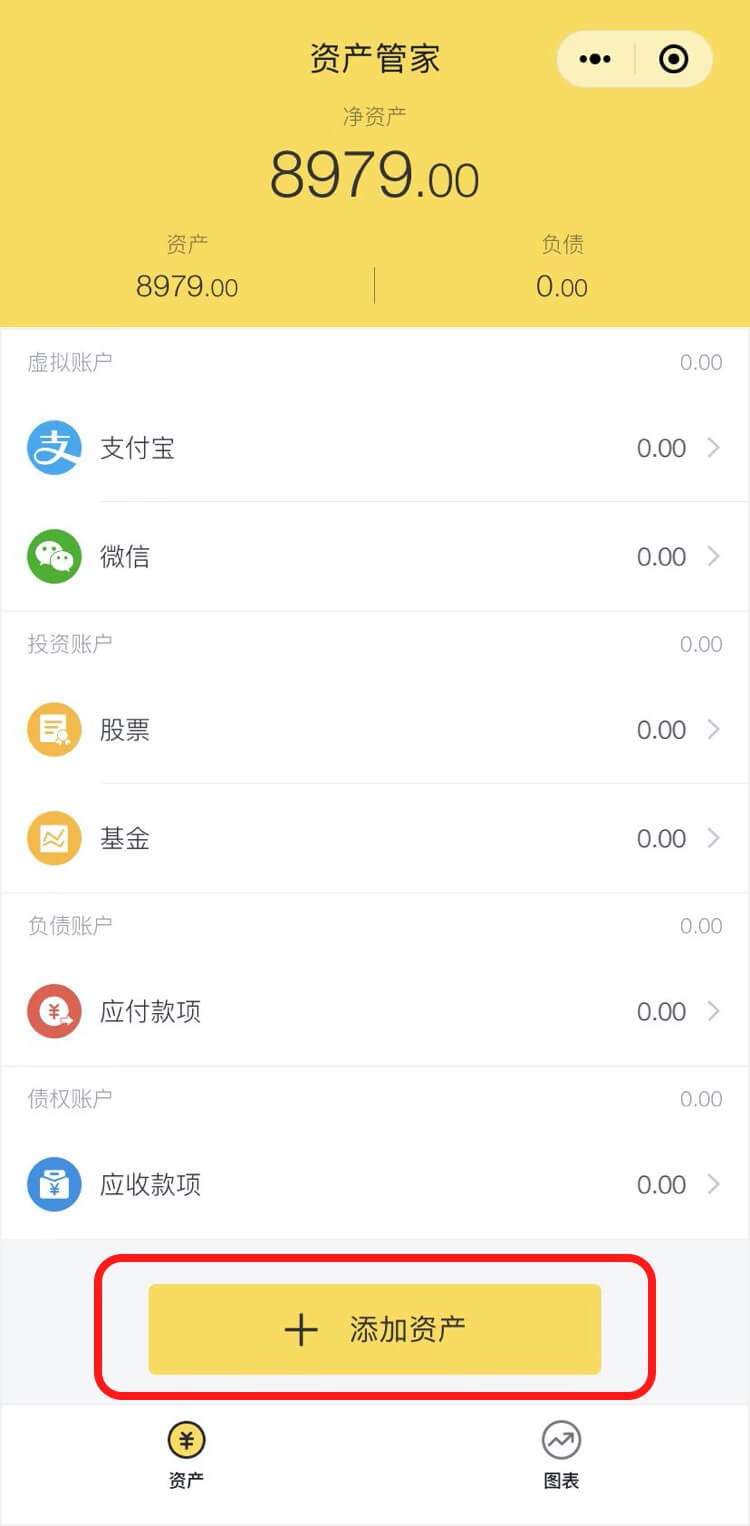 资产管家
净资产
8979.00
资产 负债
8979.00 0.00
虚拟账户 0.00
支付宝 0.00
微信 0.00
投资账户 0.00
股票 0.00
基金 0.00
负债账户 0.00
应付款项 0.00
债权账户 0.00
应收款项 0.00
添加资产
资产 图表